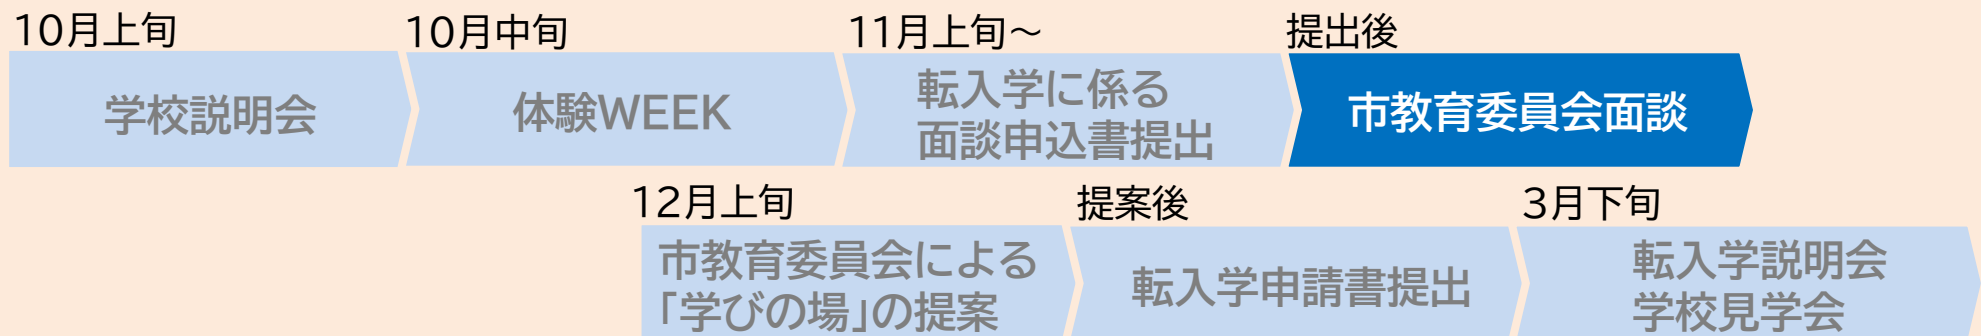 10月上旬
学校説明会
10月中旬
体験WEEK
11月上旬～
転入学に係る
面談申込書提出
提出後
市教育委員会面談
12月上旬
市教育委員会による
「学びの場」の提案
提案後
転入学申請書提出
3月下旬
転入学説明会
学校見学会